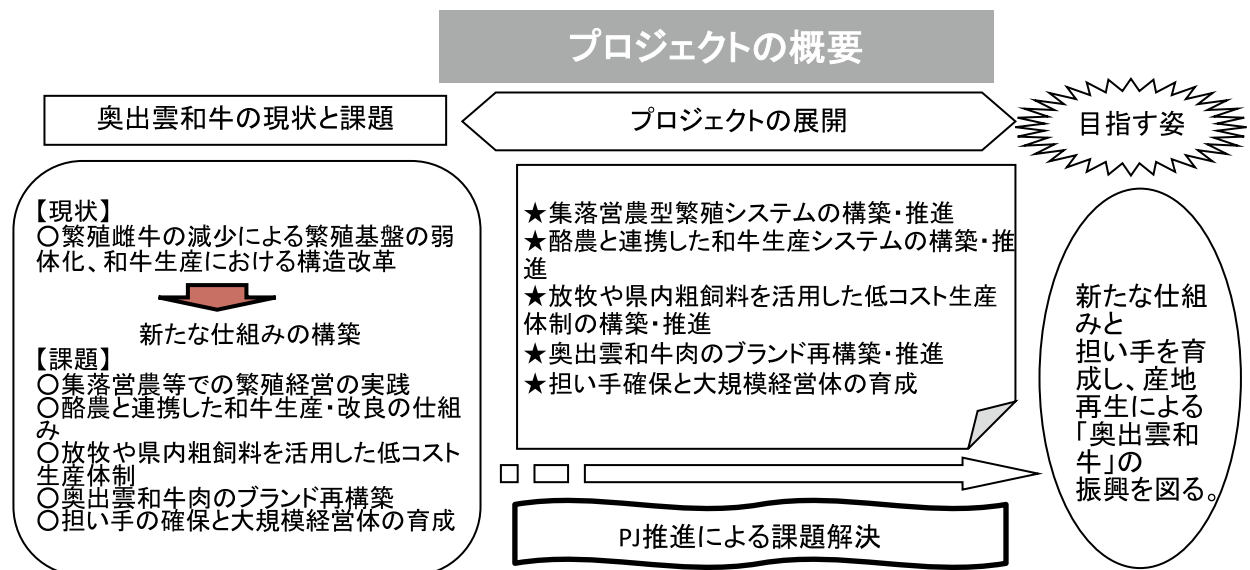 プロジェクトの概要
奥出雲和牛の現状と課題
プロジェクトの展開
目指す姿
【現状】
○繁殖雌牛の減少による繁殖基盤の弱
体化、和牛生産における構造改革
新たな仕組みの構築
【課題】
○集落営農等での繁殖経営の実践
○酪農と連携した和牛生産・改良の仕組
み
○放牧や県内粗飼料を活用した低コスト
生産体制
○奥出雲和牛肉のブランド再構築
○担い手の確保と大規模経営体の育成
★集落営農型繁殖システムの構築・推進
★酪農と連携した和牛生産システムの構築・推
進
★放牧や県内粗飼料を活用した低コスト生産
体制の構築・推進
★奥出雲和牛肉のブランド再構築・推進
★担い手確保と大規模経営体の育成
PJ推進による課題解決
新たな仕組
みと
担い手を育
成し、産地
再生による
「奥出雲和
牛」の
振興を図る。